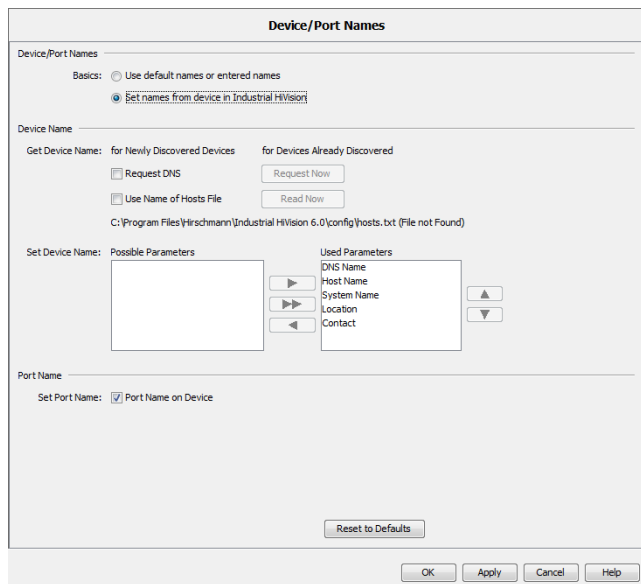 Device/Port Names
Device/Port Names
Basics: Use default names or entered names
Set names from device in Industrial HiVision
Device Name
Get Device Name: for Newly Discovered Devices for Devices Already Discovered
Request DNS Request Now
Use Name of Hosts File Read Now
C:\Program Files\Hirschmann\Industrial HiVision 6.0\config\hosts.txt (File not Found)
Set Device Name: Possible Parameters Used Parameters
DNS Name
Host Name
System Name
Location
Contact
Port Name
Set Port Name: Port Name on Device
Reset to Defaults
OK Apply Cancel Help